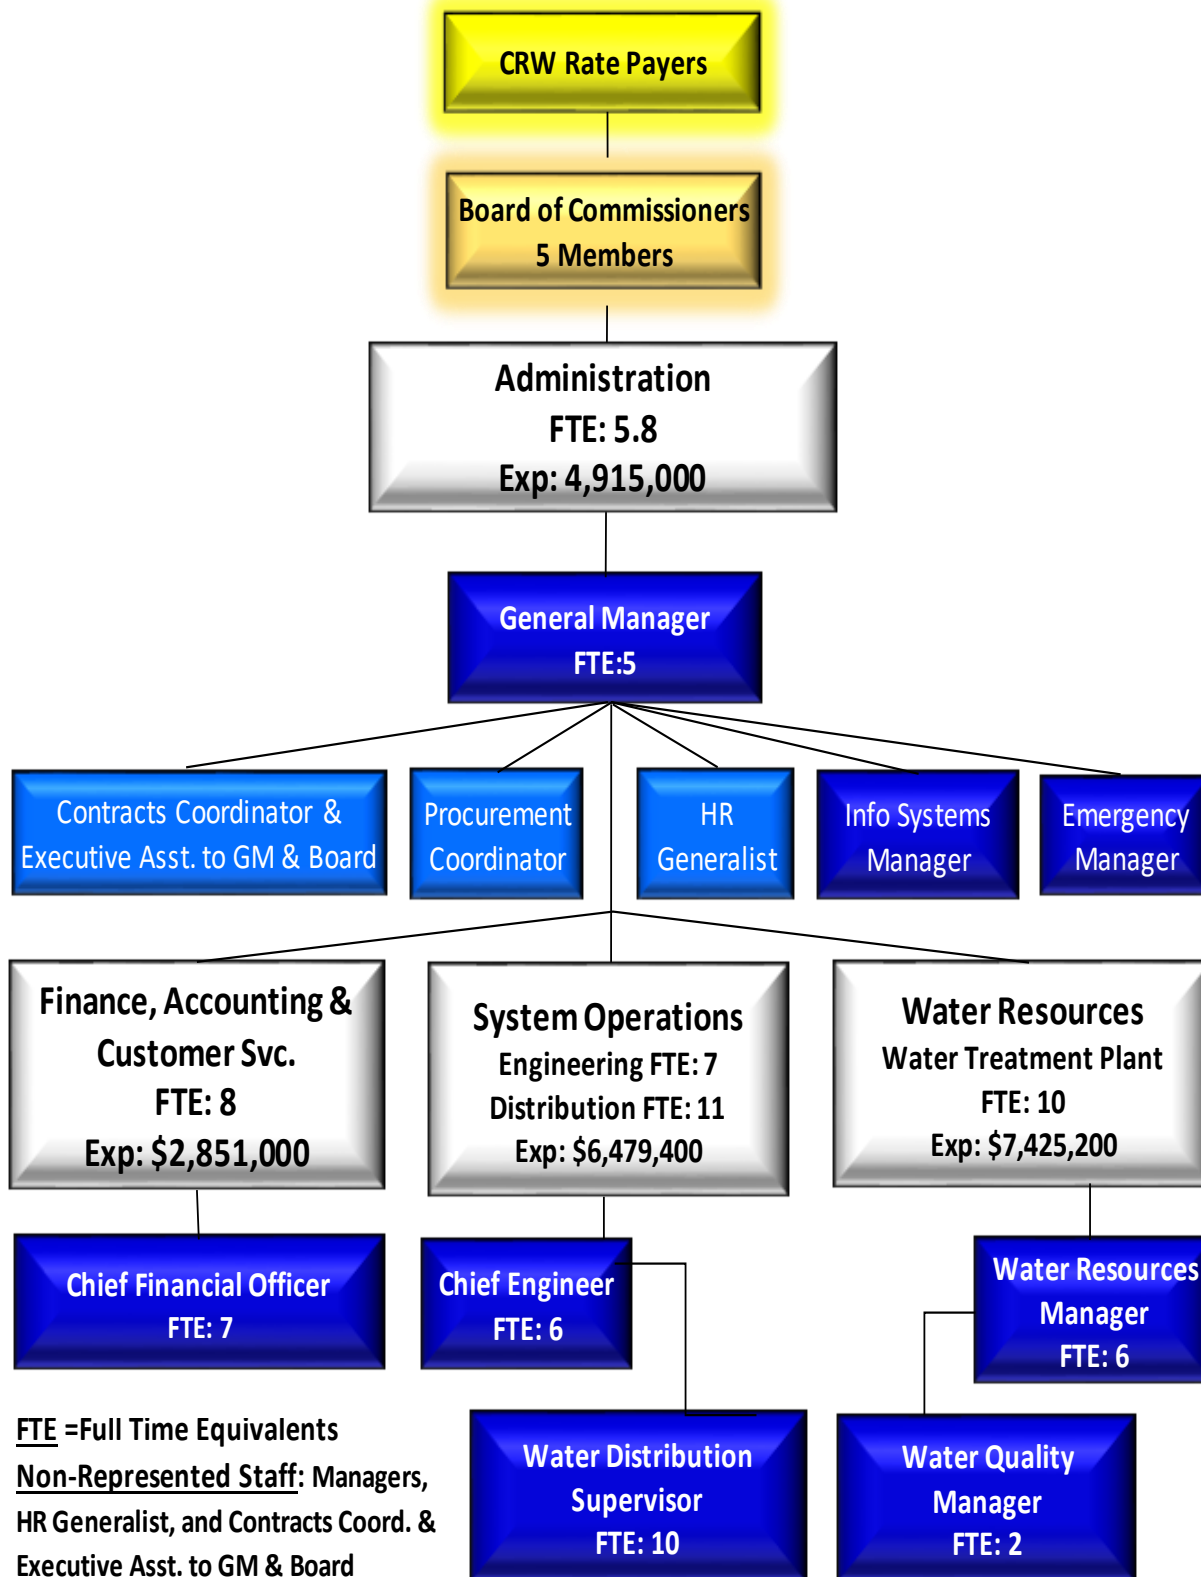 CRW Rate Payers
Board of Commissioners
5 Members
Administration
FTE: 5.8
Exp: 4,915,000
General Manager
FTE:5
Contracts Coordinator &
Executive Asst. to GM & Board
Procurement
Coordinator
HR
Generalist
Info Systems
Manager
Emergency
Manager
Finance, Accounting &
Customer Svc.
FTE: 8
Exp: $2,851,000
System Operations
Engineering FTE: 7
Distribution FTE: 11
Exp: $6,479,400
Water Resources
Water Treatment Plant
FTE: 10
Exp: $7,425,200
Chief Financial Officer
FTE: 7
Chief Engineer
FTE: 6
Water Resources
Manager
FTE: 6
Water Distribution
Supervisor
FTE: 10
Water Quality
Manager
FTE: 2
FTE =Full Time Equivalents
Non-Represented Staff: Managers,
HR Generalist, and Contracts Coord. &
Executive Asst. to GM & Board